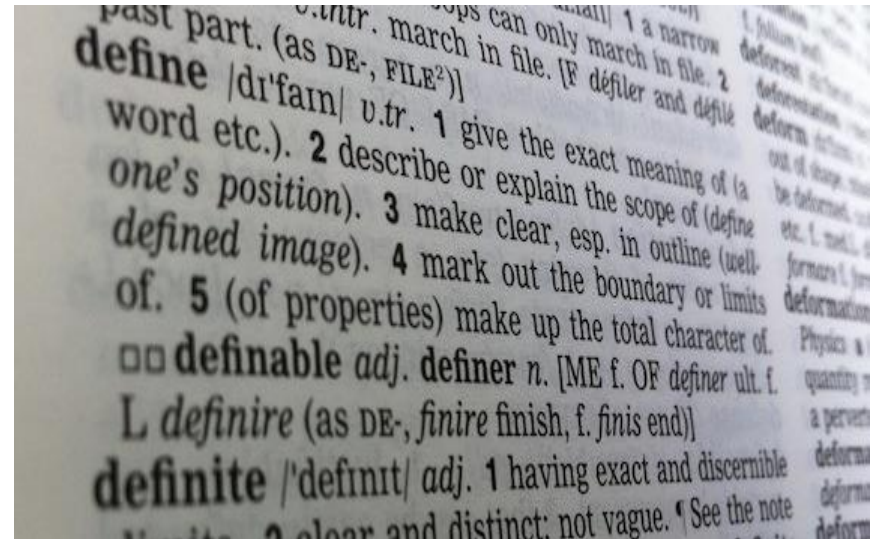 past part. (as DE-, FILE²)]
v.intr. march in file. [F défiler and défilé
can only march in file. 2
1 a narrow
define /dɪˈfaɪn/ v.tr. 1 give the exact meaning of (a
word etc.). 2 describe or explain the scope of (define
one's position). 3 make clear, esp. in outline (well-
defined image). 4 mark out the boundary or limits
of. 5 (of properties) make up the total character of.
□□ definable adj. definer n. [ME f. OF definer ult. f.
L definire (as DE-, finire finish, f. finis end)]
definite /ˈdefɪnɪt/ adj. 1 having exact and discernible
2 clear and distinct; not vague. ¶ See the note
deforest
deforestation
deform
out of shape,
be deformed,
etc. f. med.L
formare f.
deformation
Physics a
quantity
a